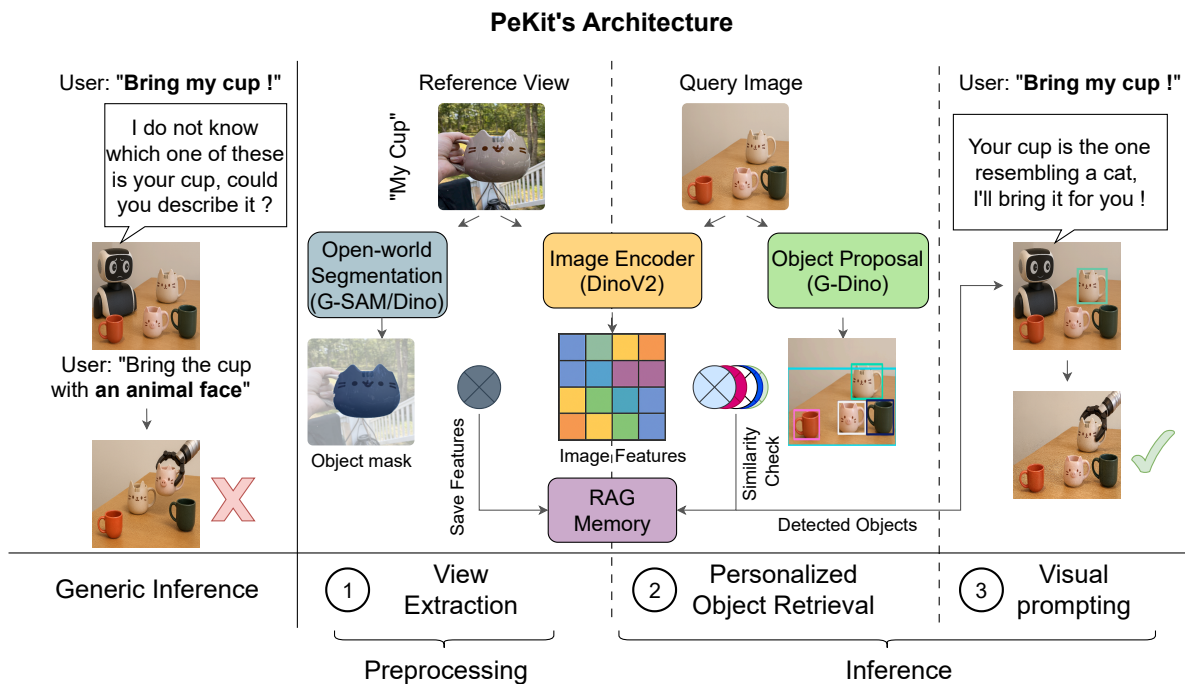 PeKit's Architecture
User: "Bring my cup !"
I do not know
which one of these
is your cup, could
you describe it ?
User: "Bring the cup
with an animal face"
X
Generic Inference
Reference View
"My Cup"
Open-world
Segmentation
(G-SAM/Dino)
Object mask
Save Features
Image Encoder
(DinoV2)
Image Features
RAG
Memory
Query Image
Object Proposal
(G-Dino)
Similarity
Check
Detected Objects
User: "Bring my cup !"
Your cup is the one
resembling a cat,
I'll bring it for you !
1
View
Extraction
2
Personalized
Object Retrieval
3
Visual
prompting
Preprocessing
Inference